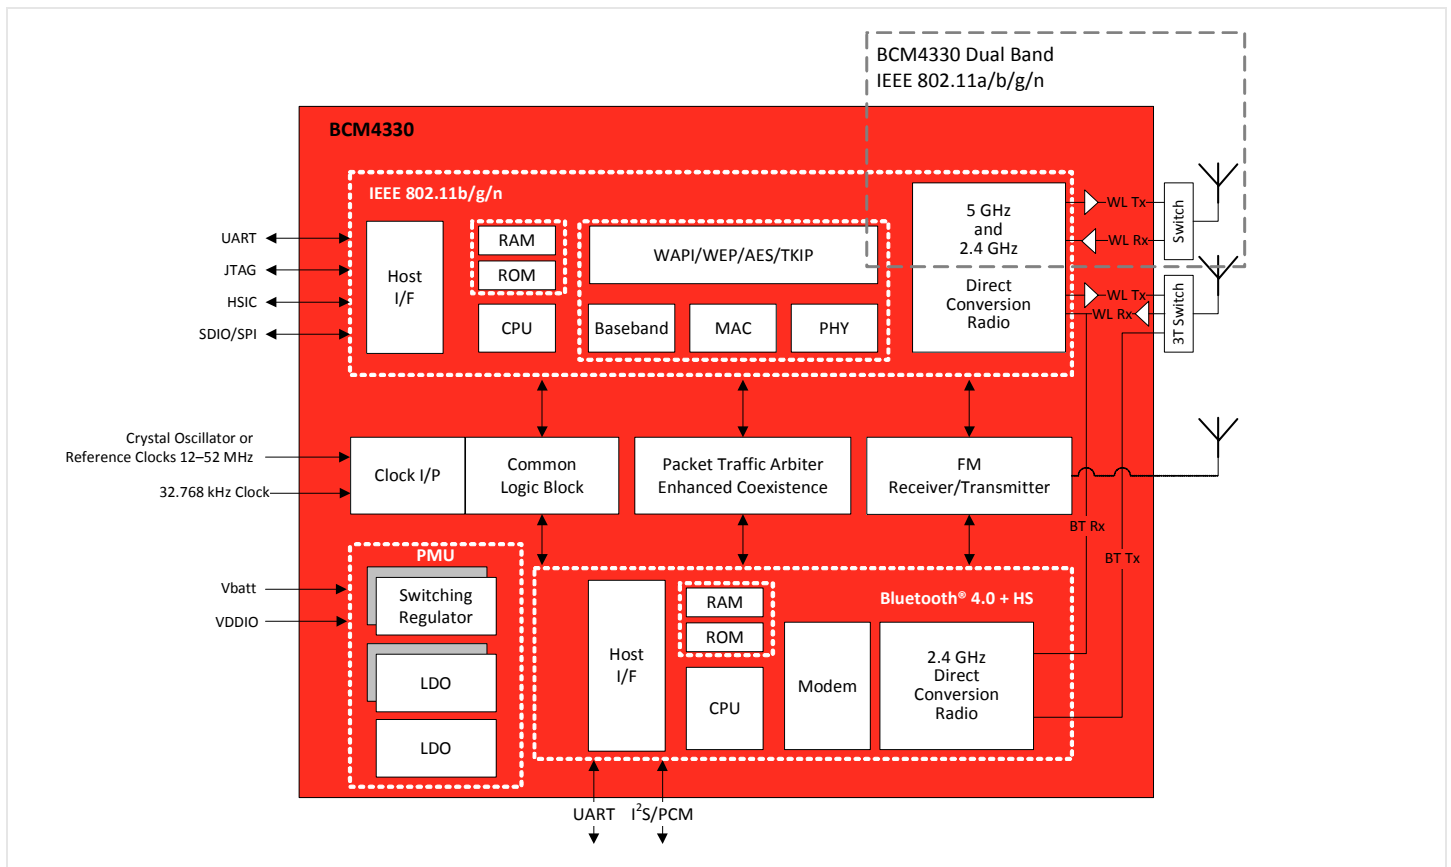 BCM4330 Dual Band
IEEE 802.11a/b/g/n
BCM4330
IEEE 802.11b/g/n
UART
JTAG
HSIC
SDIO/SPI
Host
I/F
RAM
ROM
CPU
WAPI/WEP/AES/TKIP
Baseband
MAC
PHY
5 GHz
and
2.4 GHz
Direct
Conversion
Radio
WL Tx
WL Rx
Switch
WL Tx
WL Rx
3T Switch
Crystal Oscillator or
Reference Clocks 12–52 MHz
32.768 kHz Clock
Clock I/P
Common
Logic Block
Packet Traffic Arbiter
Enhanced Coexistence
FM
Receiver/Transmitter
BT Rx
BT Tx
PMU
Vbatt
VDDIO
Switching
Regulator
LDO
LDO
Bluetooth® 4.0 + HS
Host
I/F
RAM
ROM
CPU
Modem
2.4 GHz
Direct
Conversion
Radio
UART
I²S/PCM